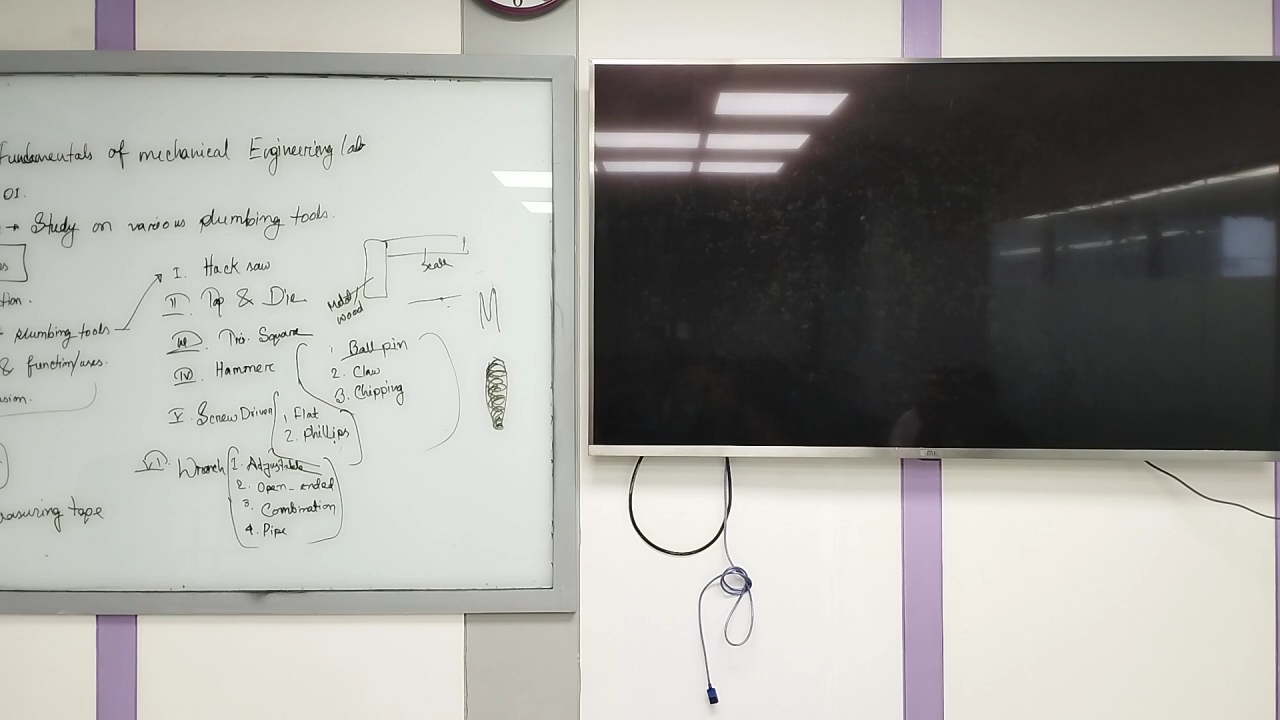 Fundamentals of mechanical Engineering lab
01.
→ Study on various plumbing tools.
I. Hack saw
II. Tap & Die
III. Tri. Square
IV. Hammer
V. Screw Driver
VI. Wrench
Scale
Metal/
wood
M
1. Ball pin
2. Claw
3. Chipping
1. Flat
2. Phillips
1. Adjustable
2. Open-ended
3. Combination
4. Pipe
plumbing tools
& function/uses.
tape
mi